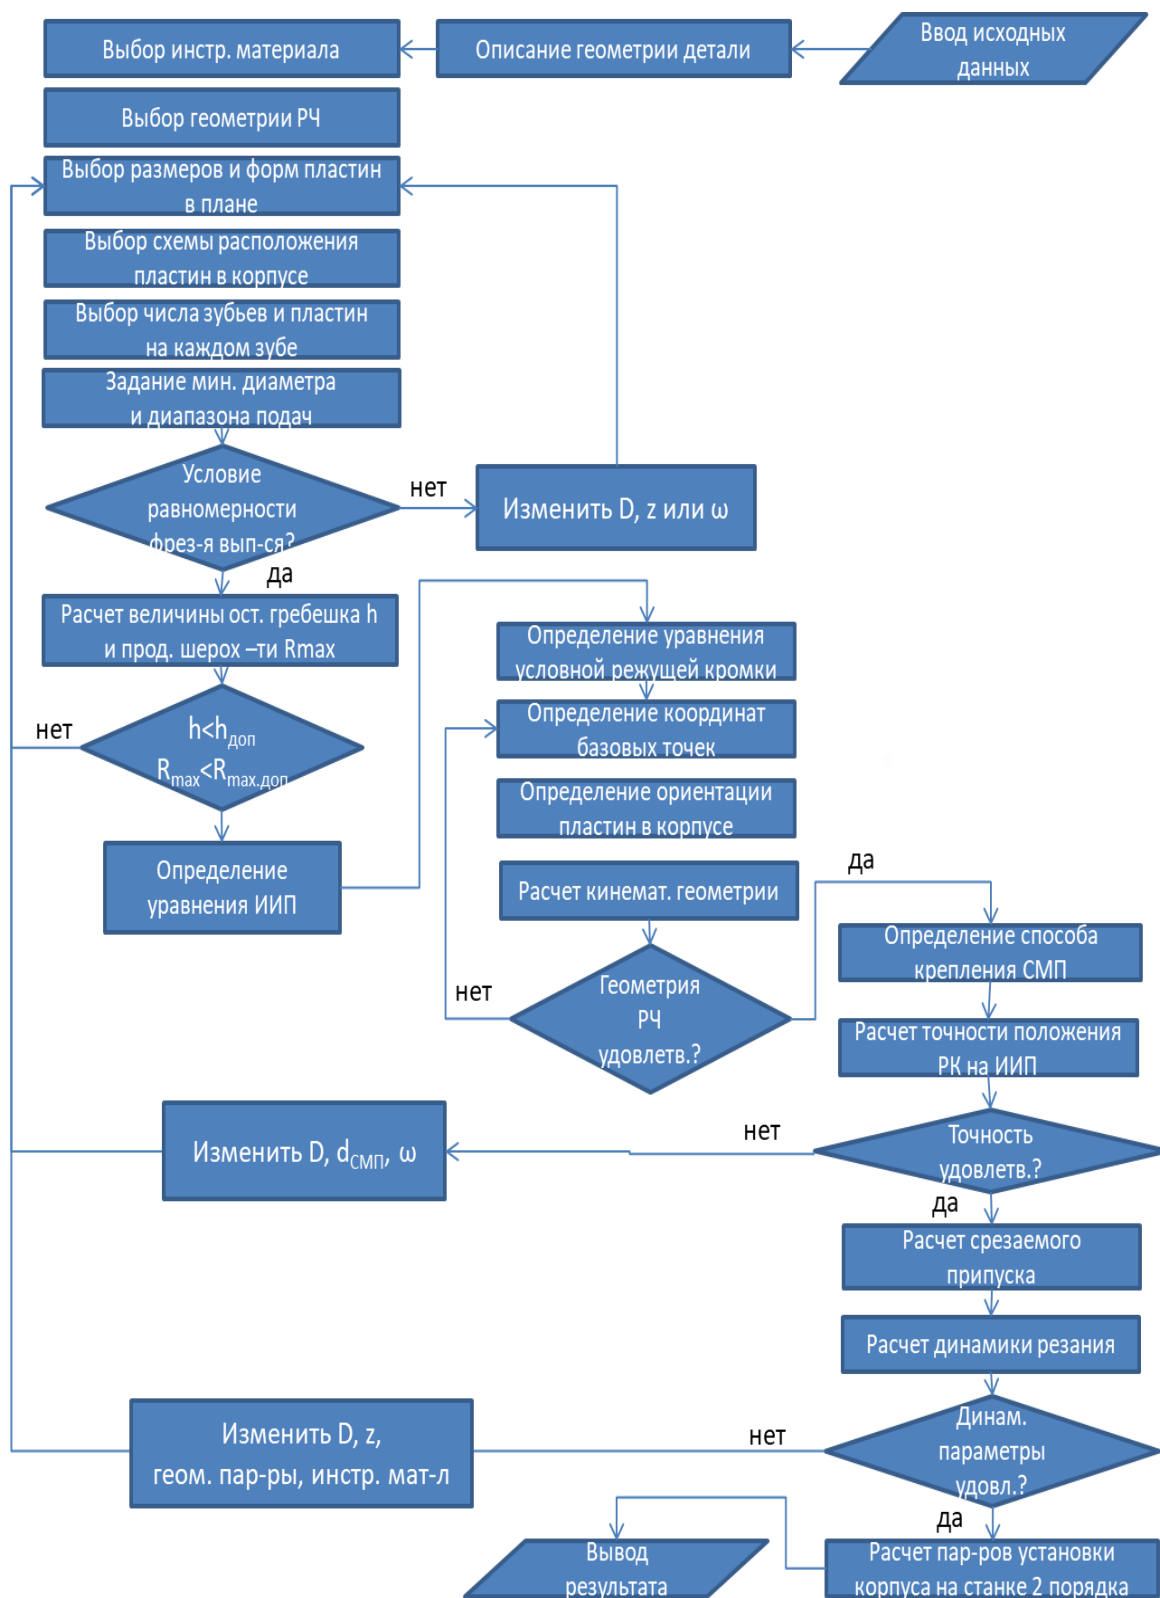 Ввод исходных
данных
Описание геометрии детали
Выбор инстр. материала
Выбор геометрии РЧ
Выбор размеров и форм пластин
в плане
Выбор схемы расположения
пластин в корпусе
Выбор числа зубьев и пластин
на каждом зубе
Задание мин. диаметра
и диапазона подач
Условие
равномерности
фрез-я вып-ся?
нет
Изменить D, z или ω
да
Расчет величины ост. гребешка h
и прод. шерох –ти Rmax
h<hдоп
Rmax<Rmax.доп
нет
Определение
уравнения ИИП
Определение уравнения
условной режущей кромки
Определение координат
базовых точек
Определение ориентации
пластин в корпусе
Расчет кинемат. геометрии
Геометрия
РЧ
удовлетв.?
нет
да
Определение способа
крепления СМП
Расчет точности положения
РК на ИИП
Точность
удовлетв.?
нет
Изменить D, dСМП, ω
да
Расчет срезаемого
припуска
Расчет динамики резания
Динам.
параметры
удовл.?
нет
Изменить D, z,
геом. пар-ры, инстр. мат-л
да
Расчет пар-ров установки
корпуса на станке 2 порядка
Вывод
результата